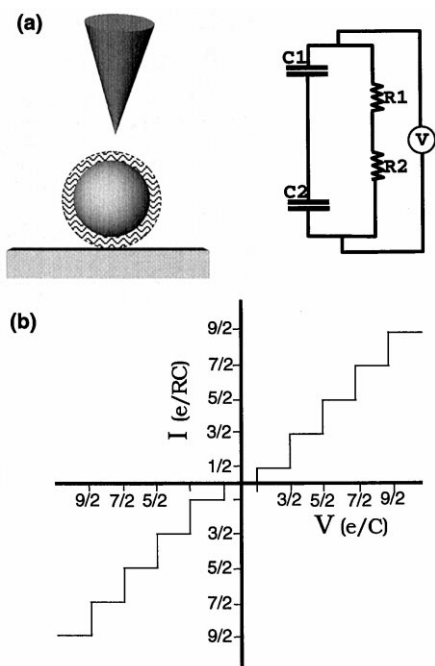 (a)
C1
R1
V
R2
C2
(b)
I (e/RC)
9/2
7/2
5/2
3/2
1/2
9/2 7/2 5/2
3/2 5/2 7/2 9/2
V (e/C)
3/2
5/2
7/2
9/2